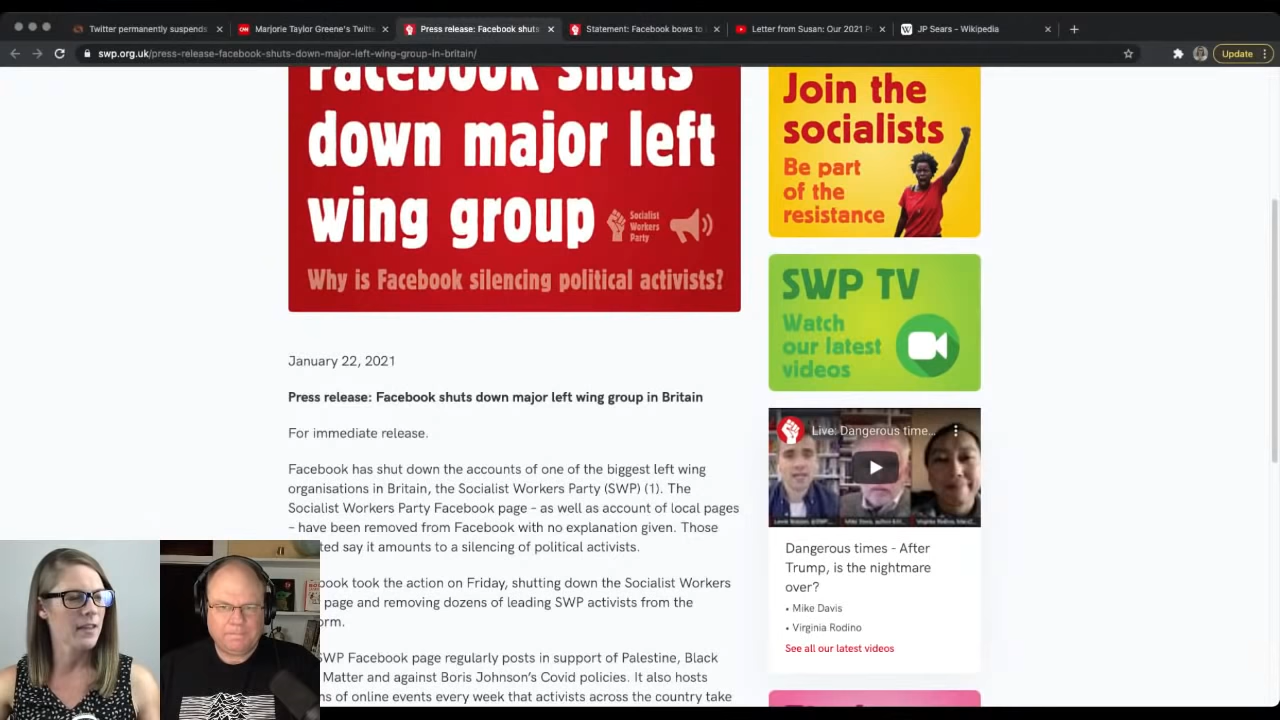 Twitter permanently suspends
Marjorie Taylor Greene's Twitte
Press release: Facebook shuts
Statement: Facebook bows to
Letter from Susan: Our 2021 P
JP Sears - Wikipedia
swp.org.uk/press-release-facebook-shuts-down-major-left-wing-group-in-britain/
Update
Facebook shuts
down major left
wing group
Socialist
Workers
Party
Why is Facebook silencing political activists?
January 22, 2021
Press release: Facebook shuts down major left wing group in Britain
For immediate release.
Facebook has shut down the accounts of one of the biggest left wing
organisations in Britain, the Socialist Workers Party (SWP) (1). The
Socialist Workers Party Facebook page – as well as account of local pages
– have been removed from Facebook with no explanation given. Those
ted say it amounts to a silencing of political activists.
book took the action on Friday, shutting down the Socialist Workers
page and removing dozens of leading SWP activists from the
orm.
SWP Facebook page regularly posts in support of Palestine, Black
Matter and against Boris Johnson's Covid policies. It also hosts
ns of online events every week that activists across the country take
Join the
socialists
Be part
of the
resistance
SWP TV
Watch
our latest
videos
Live: Dangerous time...
Dangerous times - After
Trump, is the nightmare
over?
• Mike Davis
• Virginia Rodino
See all our latest videos